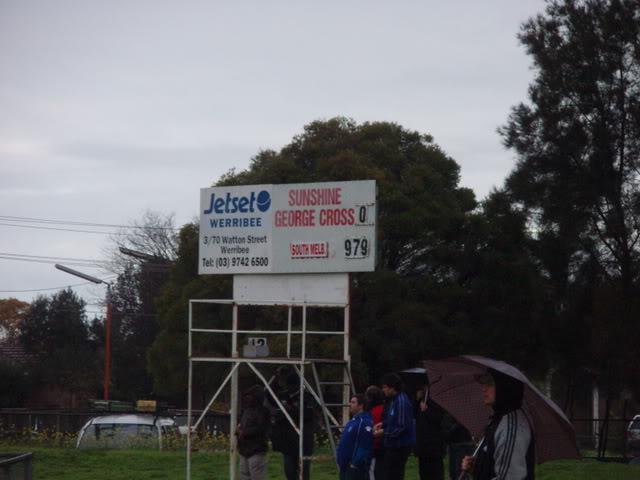 Jetset
WERRIBEE
3/70 Watton Street
Werribee
Tel: (03) 9742 6500
SUNSHINE
GEORGE CROSS 0
SOUTH MELB 979
12